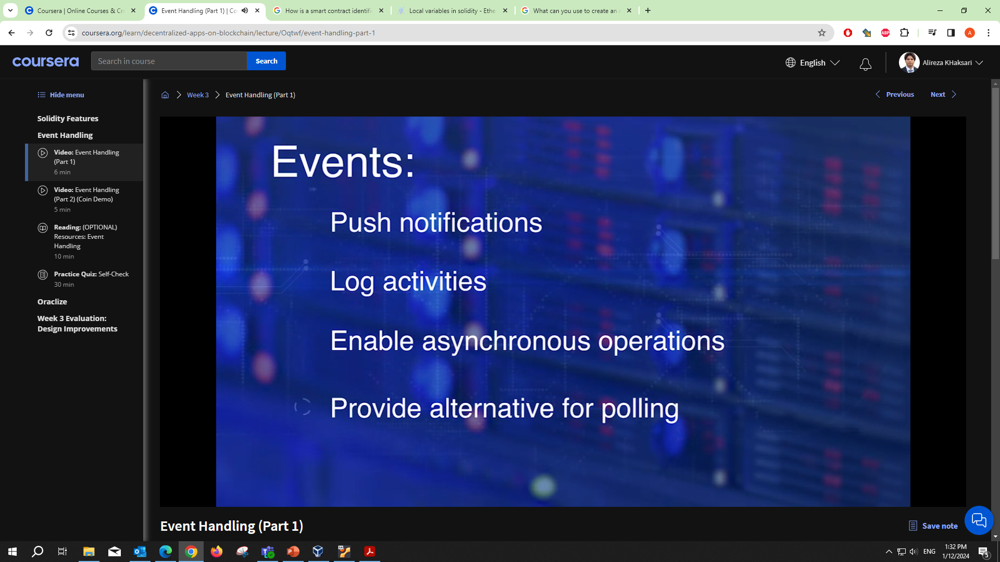 Coursera | Online Courses & Cre
Event Handling (Part 1) | Co
How is a smart contract identifi
Local variables in solidity - Ethe
What can you use to create an e
coursera.org/learn/decentralized-apps-on-blockchain/lecture/Oqtwf/event-handling-part-1
ABP
A
coursera
Search in course
Search
English
Alireza KHaksari
Hide menu
Week 3
Event Handling (Part 1)
Previous
Next
Solidity Features
Event Handling
Video: Event Handling
(Part 1)
6 min
Video: Event Handling
(Part 2) (Coin Demo)
5 min
Reading: (OPTIONAL)
Resources: Event
Handling
10 min
Practice Quiz: Self-Check
30 min
Oraclize
Week 3 Evaluation:
Design Improvements
Events:
Push notifications
Log activities
Enable asynchronous operations
Provide alternative for polling
Event Handling (Part 1)
Save note
ENG
1:32 PM
1/12/2024
5